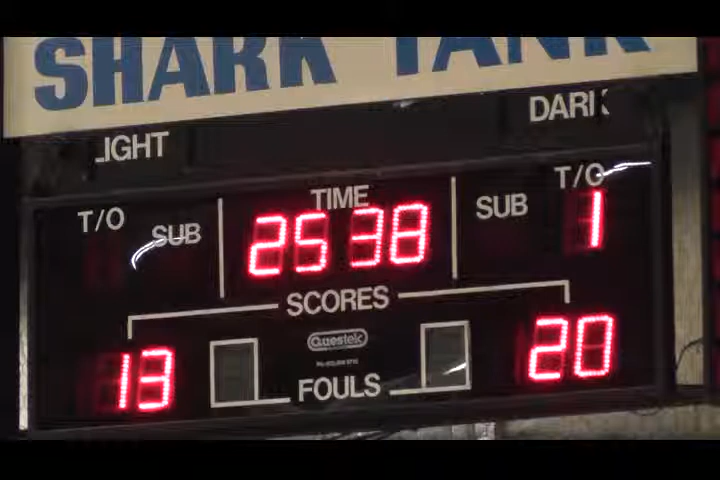 SHARK TANK
LIGHT DARK
T/O SUB TIME 25 38 SUB T/O 1
SCORES
13 Questek 20
FOULS